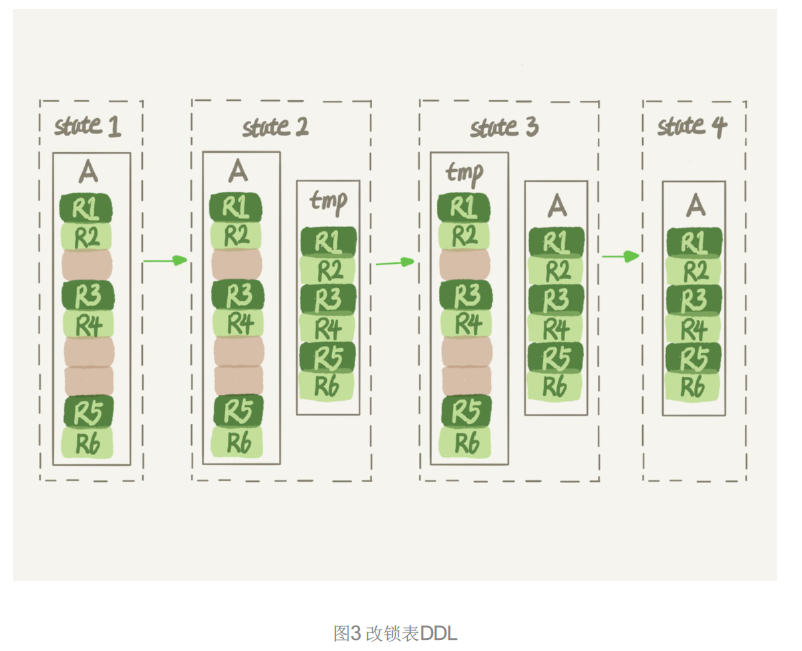 state 1
A
R1
R2
R3
R4
R5
R6
state 2
A
R1
R2
R3
R4
R5
R6
tmp
R1
R2
R3
R4
R5
R6
state 3
tmp
R1
R2
R3
R4
R5
R6
A
R1
R2
R3
R4
R5
R6
state 4
A
R1
R2
R3
R4
R5
R6
图3 改锁表DDL